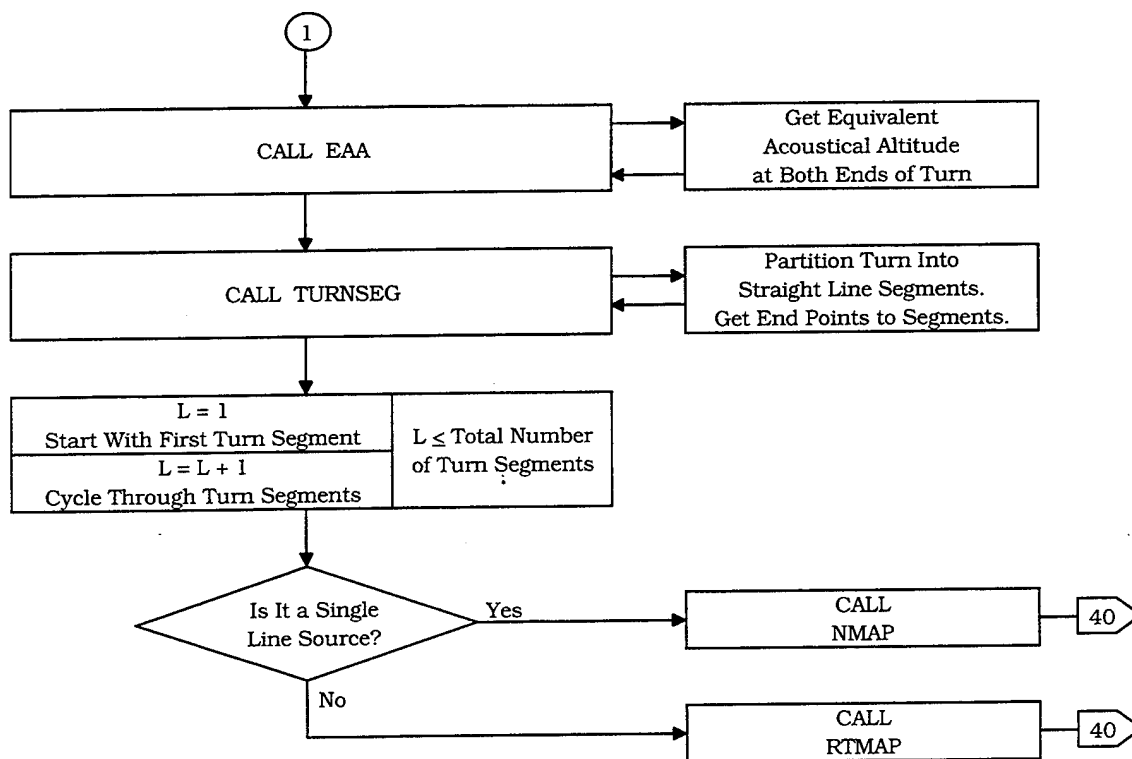 1
CALL EAA
Get Equivalent
Acoustical Altitude
at Both Ends of Turn
CALL TURNSEG
Partition Turn Into
Straight Line Segments.
Get End Points to Segments.
L = 1
Start With First Turn Segment
L = L + 1
Cycle Through Turn Segments
L ≤ Total Number
of Turn Segments
Is It a Single
Line Source?
Yes
CALL
NMAP
40
No
CALL
RTMAP
40